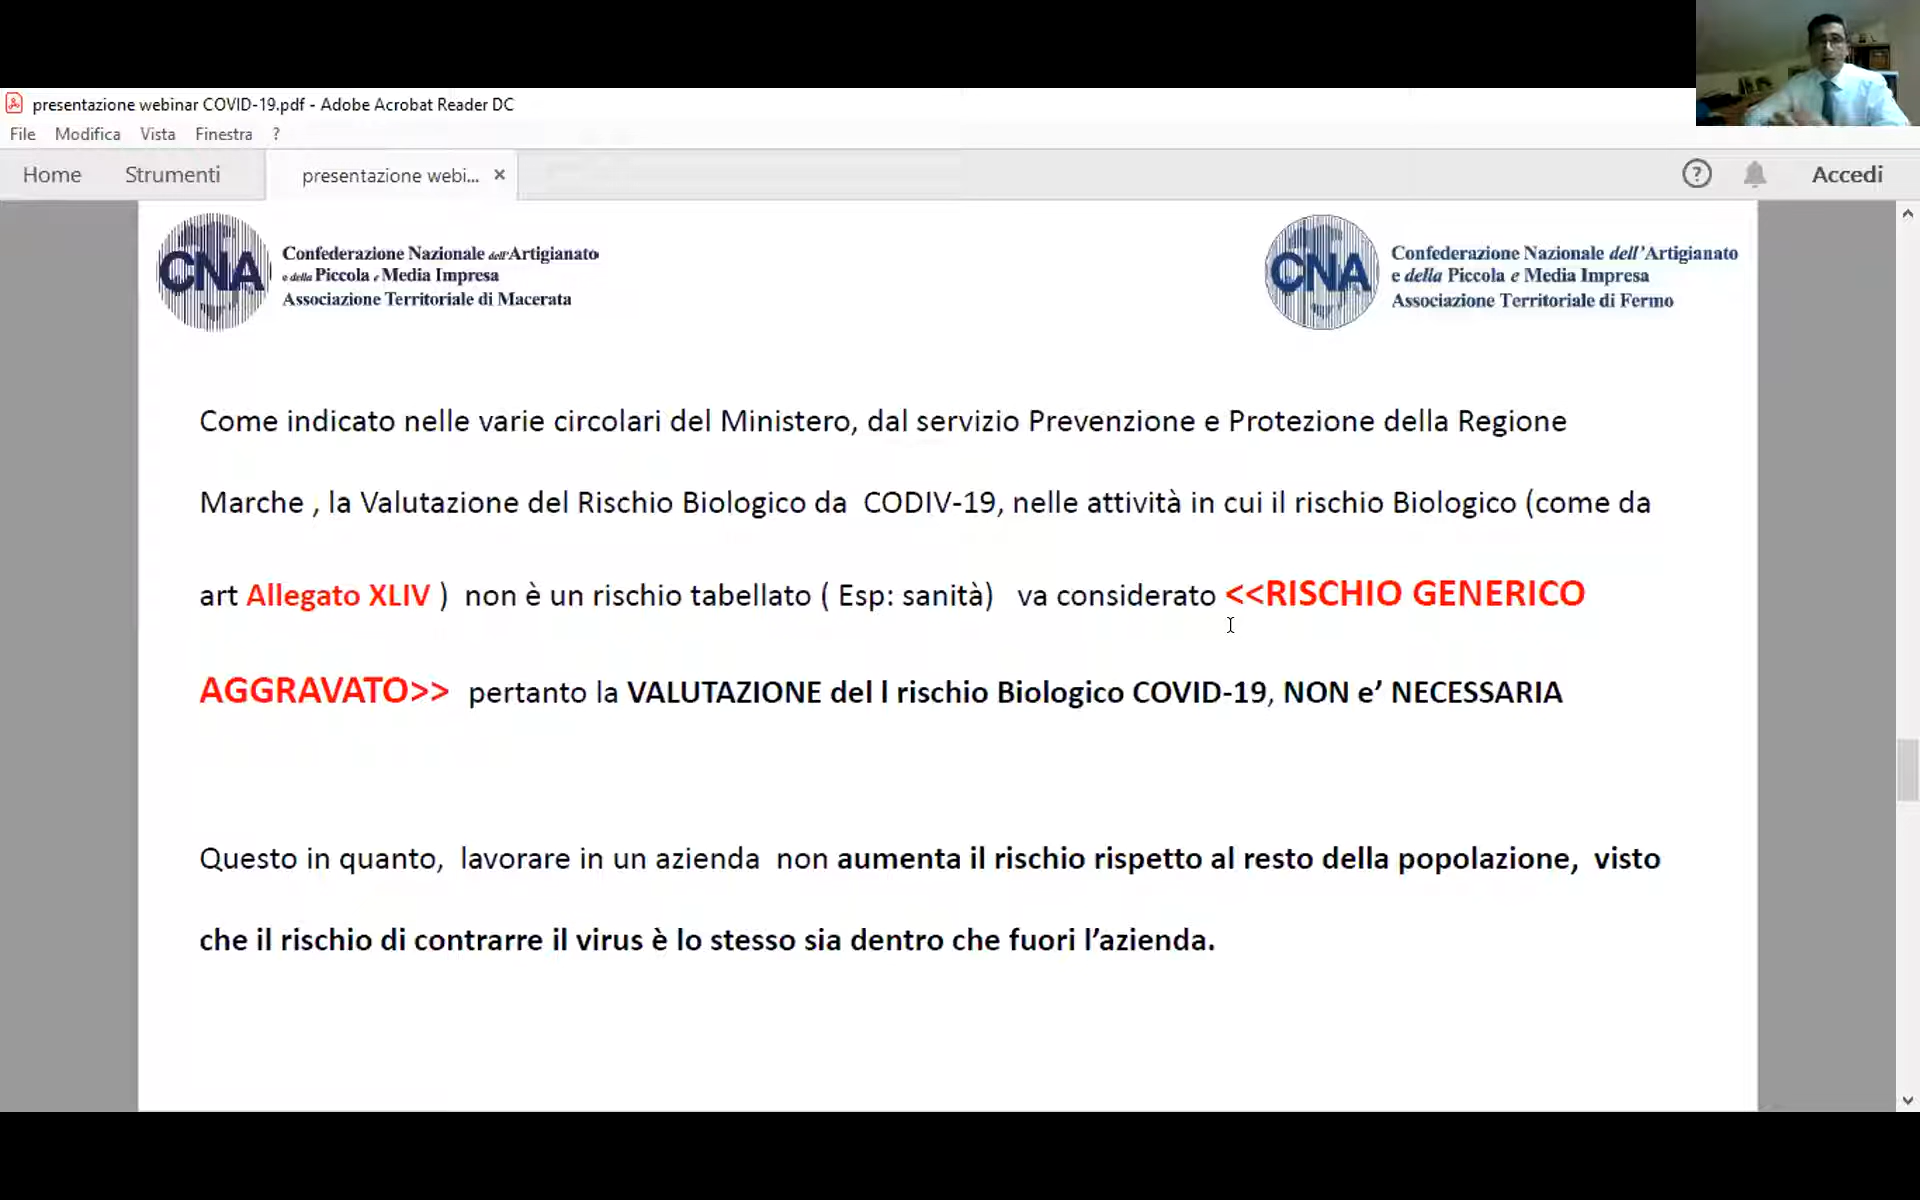 presentazione webinar COVID-19.pdf - Adobe Acrobat Reader DC
File Modifica Vista Finestra ?
Home Strumenti presentazione webi... × ? Accedi
CNA
Confederazione Nazionale dell'Artigianato
e della Piccola e Media Impresa
Associazione Territoriale di Macerata
CNA
Confederazione Nazionale dell'Artigianato
e della Piccola e Media Impresa
Associazione Territoriale di Fermo
Come indicato nelle varie circolari del Ministero, dal servizio Prevenzione e Protezione della Regione
Marche , la Valutazione del Rischio Biologico da CODIV-19, nelle attività in cui il rischio Biologico (come da
art Allegato XLIV ) non è un rischio tabellato ( Esp: sanità) va considerato <<RISCHIO GENERICO
AGGRAVATO>> pertanto la VALUTAZIONE del l rischio Biologico COVID-19, NON e’ NECESSARIA
Questo in quanto, lavorare in un azienda non aumenta il rischio rispetto al resto della popolazione, visto
che il rischio di contrarre il virus è lo stesso sia dentro che fuori l’azienda.